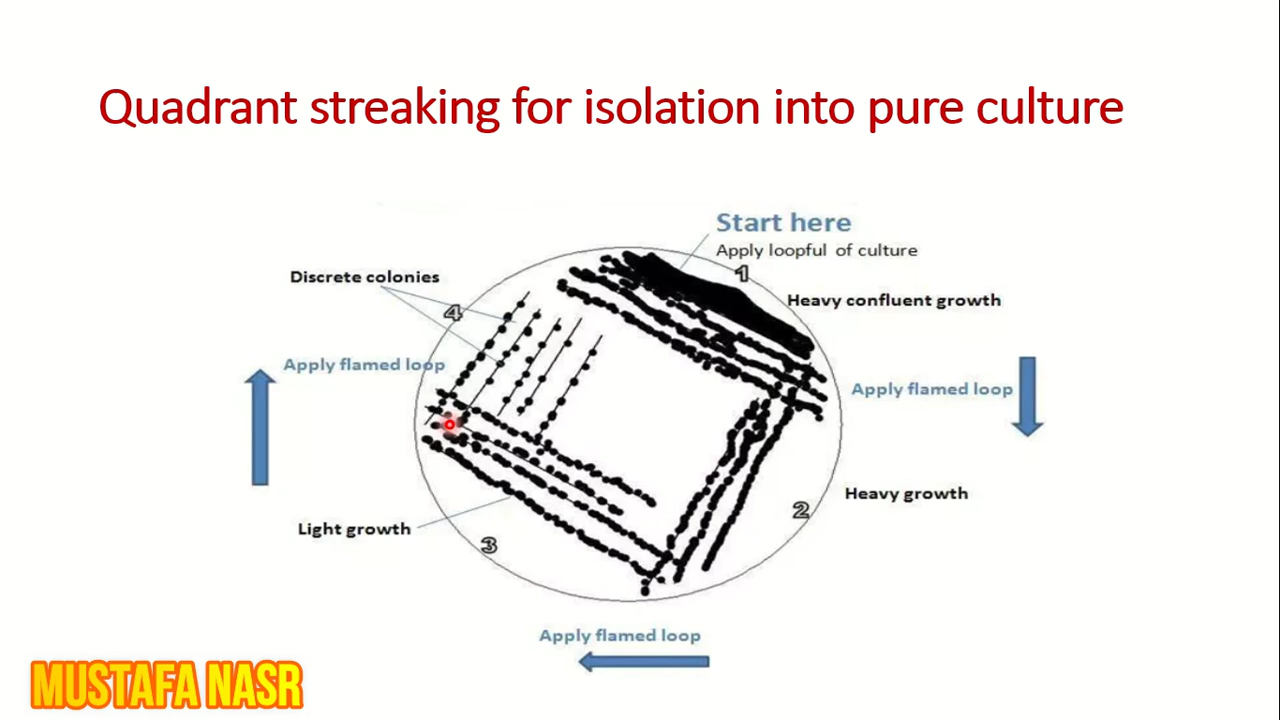 Quadrant streaking for isolation into pure culture
Start here
Apply loopful of culture
1
Discrete colonies
Heavy confluent growth
4
Apply flamed loop
Apply flamed loop
Heavy growth
2
Light growth
3
Apply flamed loop
MUSTAFA NASR